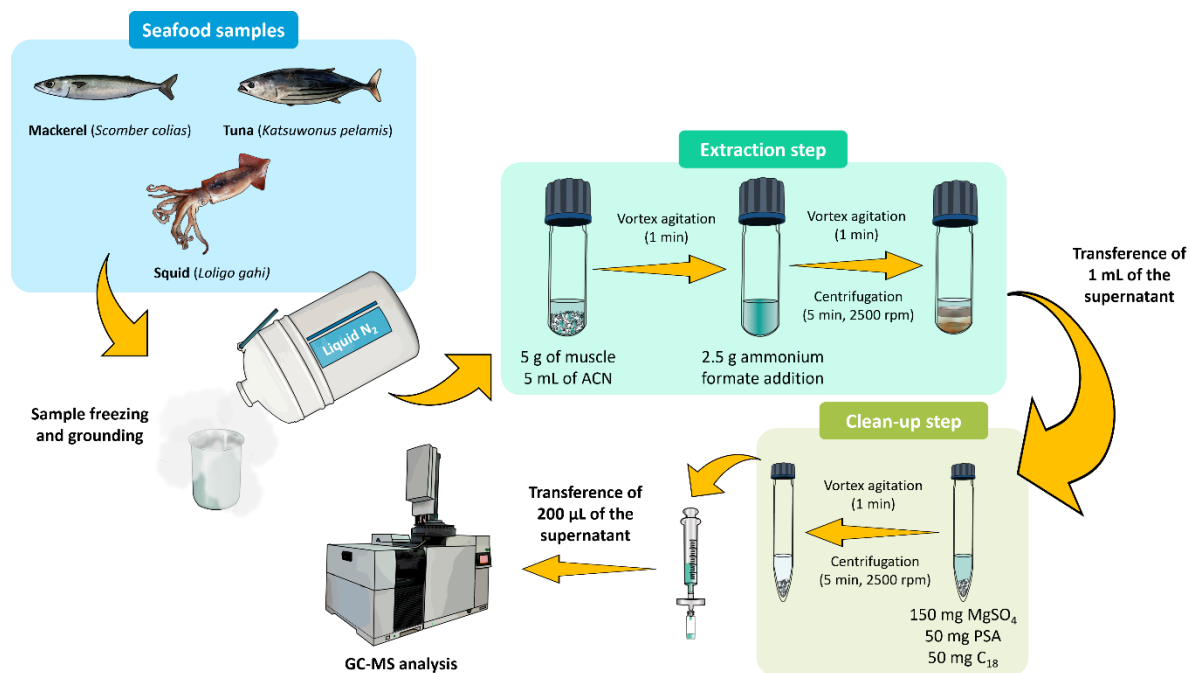 Seafood samples
Mackerel (Scomber colias)
Tuna (Katsuwonus pelamis)
Squid (Loligo gahi)
Liquid N₂
Sample freezing
and grounding
Extraction step
Vortex agitation
(1 min)
Vortex agitation
(1 min)
Centrifugation
(5 min, 2500 rpm)
5 g of muscle
5 mL of ACN
2.5 g ammonium
formate addition
Transference of
1 mL of the
supernatant
Clean-up step
Vortex agitation
(1 min)
Centrifugation
(5 min, 2500 rpm)
150 mg MgSO₄
50 mg PSA
50 mg C₁₈
Transference of
200 µL of the
supernatant
GC-MS analysis